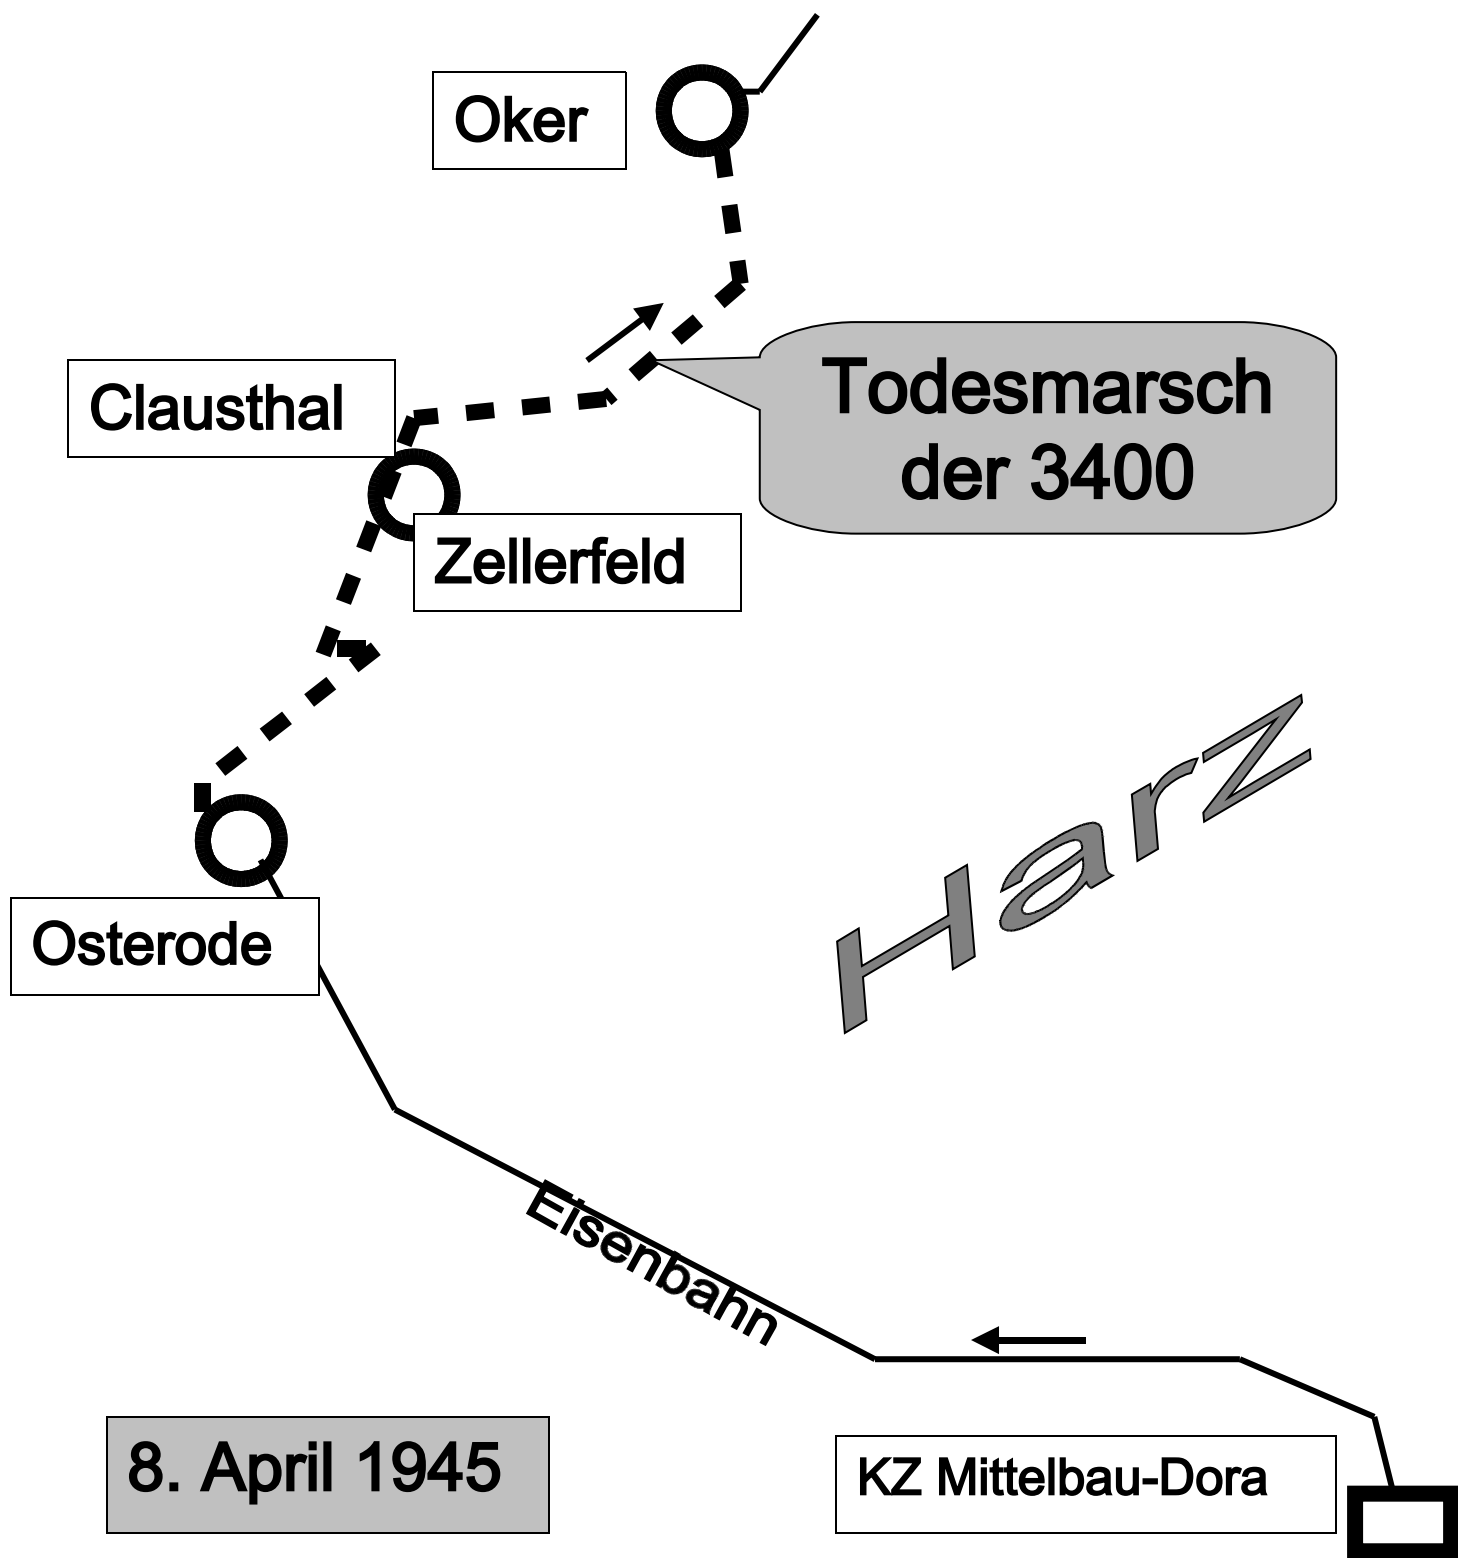 Oker
Clausthal
Todesmarsch
der 3400
Zellerfeld
Harz
Osterode
Eisenbahn
8. April 1945
KZ Mittelbau-Dora